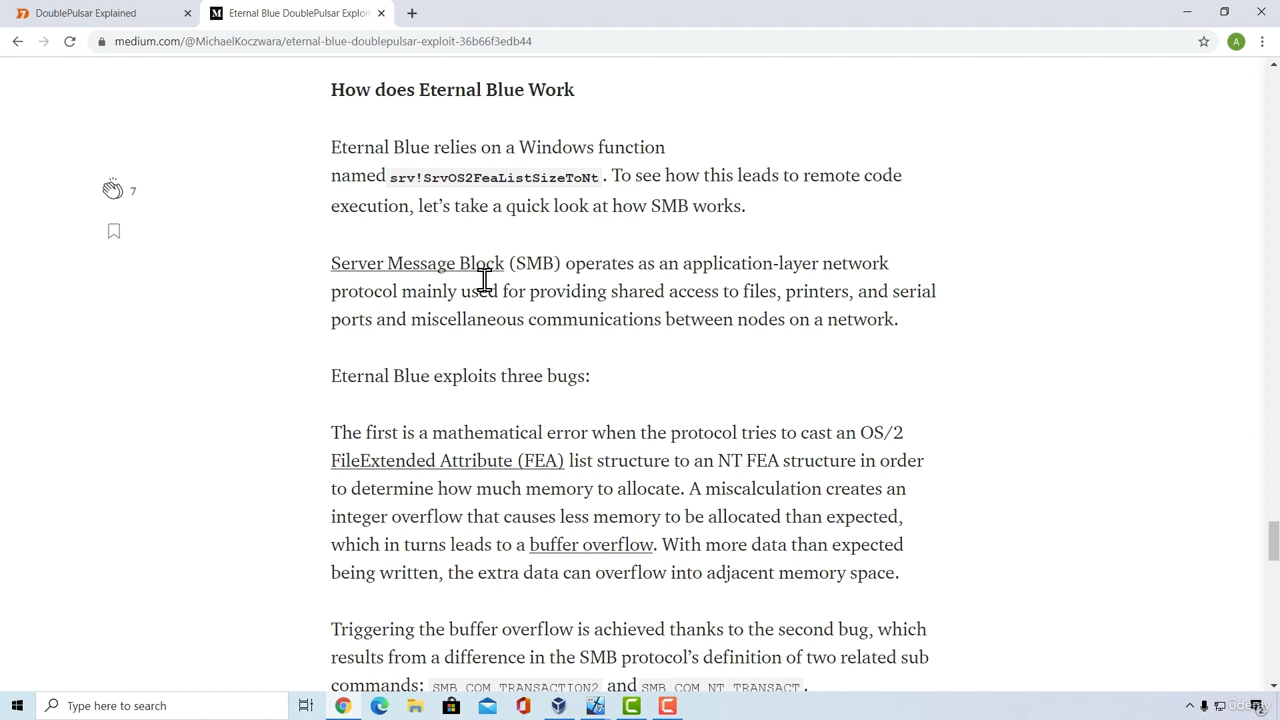 DoublePulsar Explained
Eternal Blue DoublePulsar Exploit
medium.com/@MichaelKoczwara/eternal-blue-doublepulsar-exploit-36b66f3edb44
A
How does Eternal Blue Work
Eternal Blue relies on a Windows function
named srv!SrvOS2FeaListSizeToNt. To see how this leads to remote code
execution, let’s take a quick look at how SMB works.
7
Server Message Block (SMB) operates as an application-layer network
protocol mainly used for providing shared access to files, printers, and serial
ports and miscellaneous communications between nodes on a network.
Eternal Blue exploits three bugs:
The first is a mathematical error when the protocol tries to cast an OS/2
FileExtended Attribute (FEA) list structure to an NT FEA structure in order
to determine how much memory to allocate. A miscalculation creates an
integer overflow that causes less memory to be allocated than expected,
which in turns leads to a buffer overflow. With more data than expected
being written, the extra data can overflow into adjacent memory space.
Triggering the buffer overflow is achieved thanks to the second bug, which
results from a difference in the SMB protocol’s definition of two related sub
commands: SMB_COM_TRANSACTION2 and SMB_COM_NT_TRANSACT.
Type here to search